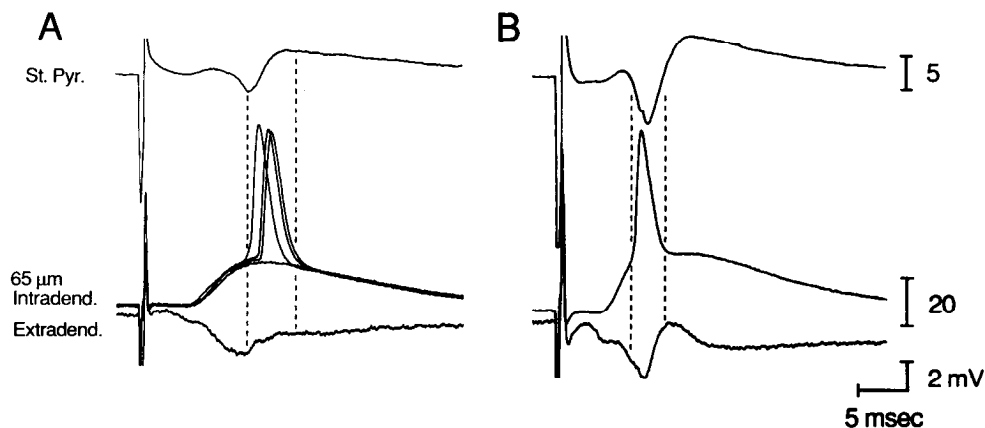 A
B
St. Pyr.
5
65 μm
Intradend.
20
Extradend.
2 mV
5 msec